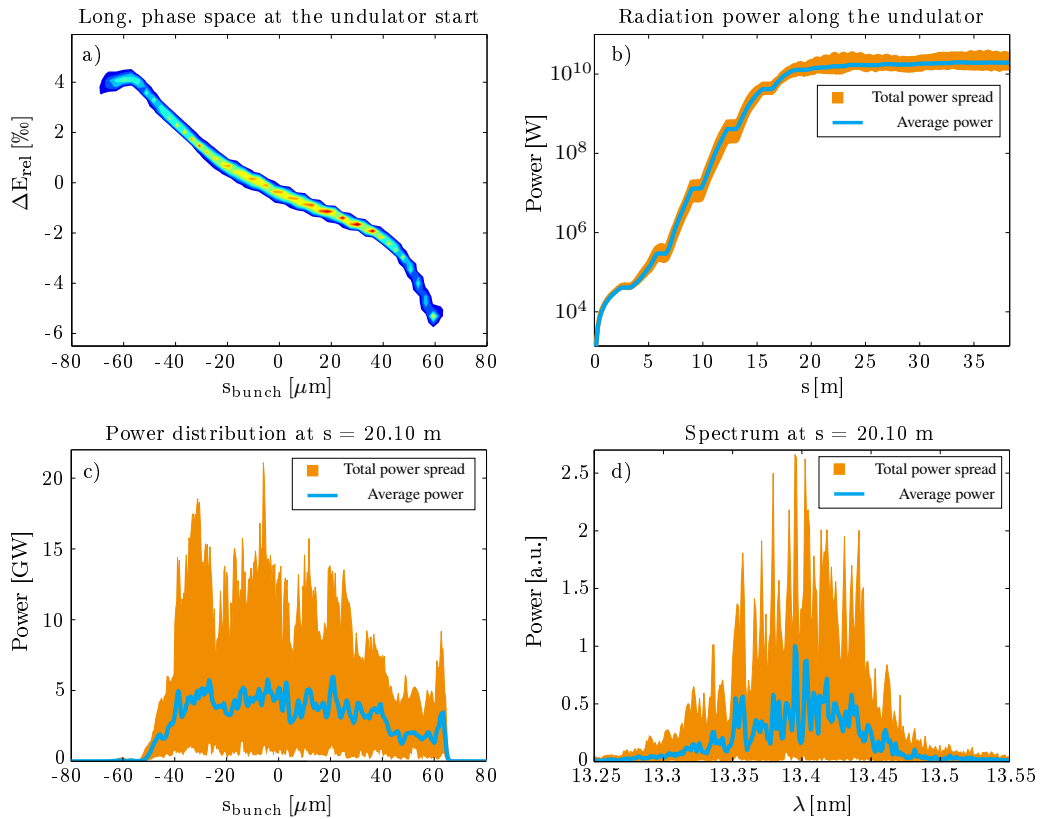 Long. phase space at the undulator start
a)
4
2
0
-2
-4
-6
ΔE_rel [‰]
-80 -60 -40 -20 0 20 40 60 80
s_bunch [μm]
Radiation power along the undulator
b)
Total power spread
Average power
10^10
10^8
10^6
10^4
Power [W]
0 5 10 15 20 25 30 35
s [m]
Power distribution at s = 20.10 m
c)
Total power spread
Average power
20
15
10
5
0
Power [GW]
-80 -60 -40 -20 0 20 40 60 80
s_bunch [μm]
Spectrum at s = 20.10 m
d)
Total power spread
Average power
2.5
2
1.5
1
0.5
0
Power [a.u.]
13.25 13.3 13.35 13.4 13.45 13.5 13.55
λ [nm]